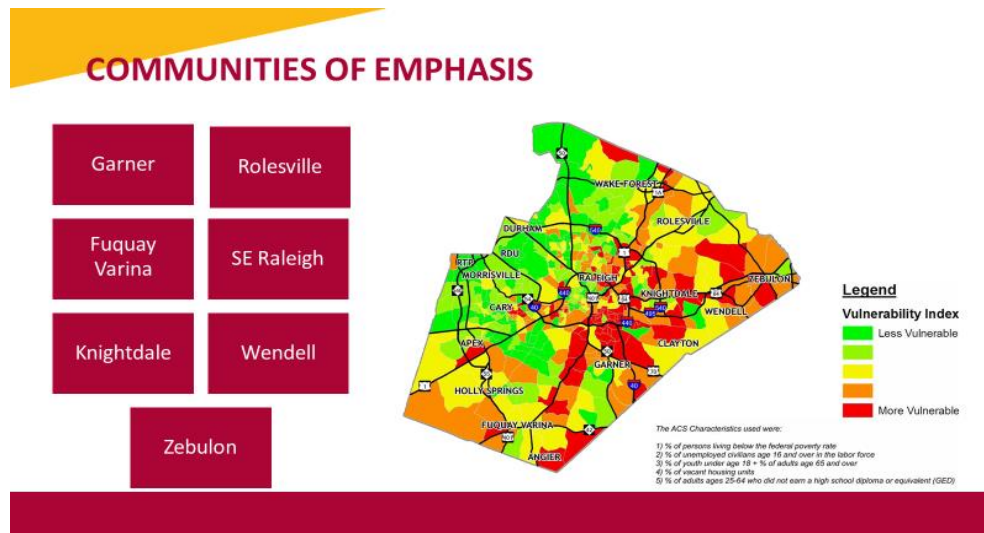 COMMUNITIES OF EMPHASIS
Garner
Rolesville
Fuquay
Varina
SE Raleigh
Knightdale
Wendell
Zebulon
WAKE FOREST
ROLESVILLE
DURHAM
RDU
RTP
MORRISVILLE
RALEIGH
ZEBULON
KNIGHTDALE
CARY
WENDELL
APEX
CLAYTON
GARNER
HOLLY SPRINGS
FUQUAY VARINA
ANGIER
Legend
Vulnerability Index
Less Vulnerable
More Vulnerable
The ACS Characteristics used were:
1) % of persons living below the federal poverty rate
2) % of unemployed civilians age 16 and over in the labor force
3) % of youth under age 18 + % of adults age 65 and over
4) % of vacant housing units
5) % of adults ages 25-64 who did not earn a high school diploma or equivalent (GED)